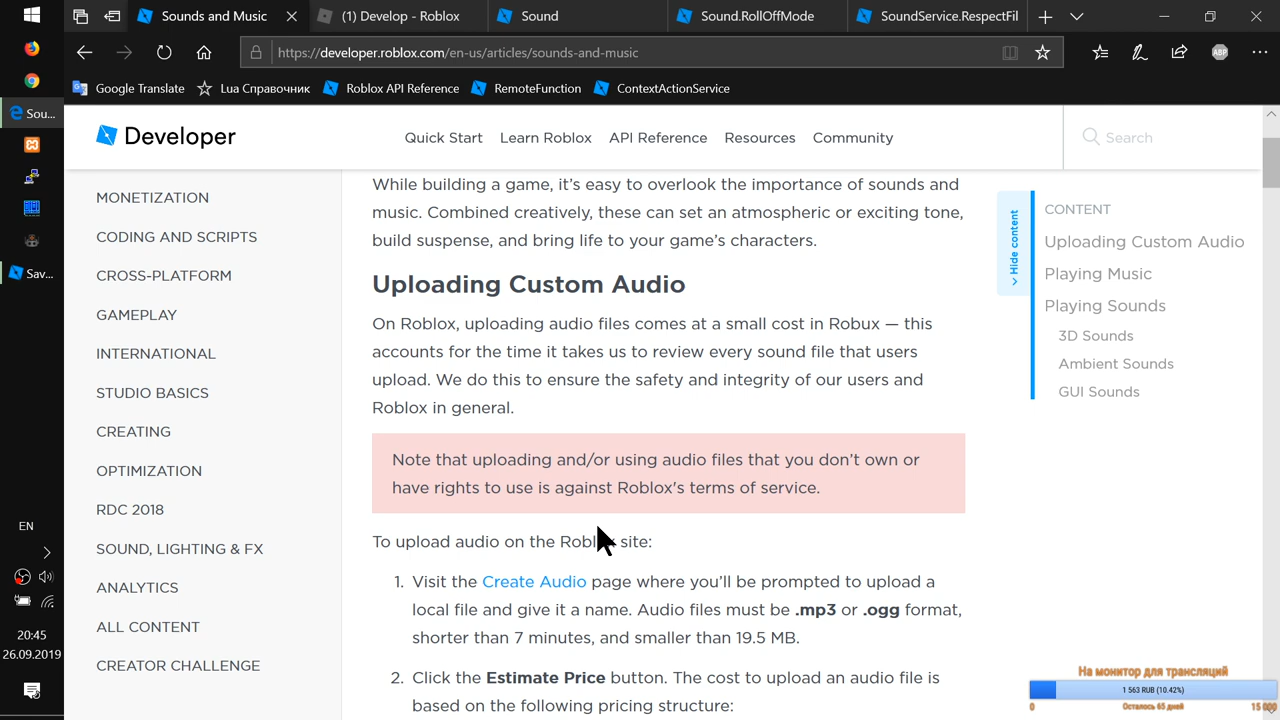 Sounds and Music
(1) Develop - Roblox
Sound
Sound.RollOffMode
SoundService.RespectFil
https://developer.roblox.com/en-us/articles/sounds-and-music
ABP
Google Translate
Lua Справочник
Roblox API Reference
RemoteFunction
ContextActionService
Sou...
Sav...
EN
20:45
26.09.2019
Developer
Quick Start
Learn Roblox
API Reference
Resources
Community
Search
MONETIZATION
CODING AND SCRIPTS
CROSS-PLATFORM
GAMEPLAY
INTERNATIONAL
STUDIO BASICS
CREATING
OPTIMIZATION
RDC 2018
SOUND, LIGHTING & FX
ANALYTICS
ALL CONTENT
CREATOR CHALLENGE
While building a game, it's easy to overlook the importance of sounds and
music. Combined creatively, these can set an atmospheric or exciting tone,
build suspense, and bring life to your game's characters.
Uploading Custom Audio
On Roblox, uploading audio files comes at a small cost in Robux — this
accounts for the time it takes us to review every sound file that users
upload. We do this to ensure the safety and integrity of our users and
Roblox in general.
Note that uploading and/or using audio files that you don't own or
have rights to use is against Roblox's terms of service.
To upload audio on the Roblox site:
1. Visit the Create Audio page where you'll be prompted to upload a
local file and give it a name. Audio files must be .mp3 or .ogg format,
shorter than 7 minutes, and smaller than 19.5 MB.
2. Click the Estimate Price button. The cost to upload an audio file is
based on the following pricing structure:
Hide content
CONTENT
Uploading Custom Audio
Playing Music
Playing Sounds
3D Sounds
Ambient Sounds
GUI Sounds
На монитор для трансляций
1 563 RUB (10.42%)
0
Осталось 65 дней
15 000